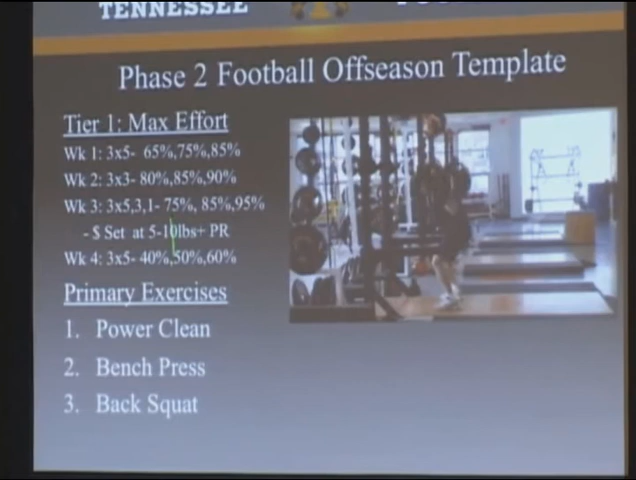 TENNESSEE
Phase 2 Football Offseason Template
Tier 1: Max Effort
Wk 1: 3x5- 65%,75%,85%
Wk 2: 3x3- 80%,85%,90%
Wk 3: 3x5,3,1- 75%, 85%,95%
- $ Set at 5-10lbs+ PR
Wk 4: 3x5- 40%,50%,60%
Primary Exercises
1. Power Clean
2. Bench Press
3. Back Squat